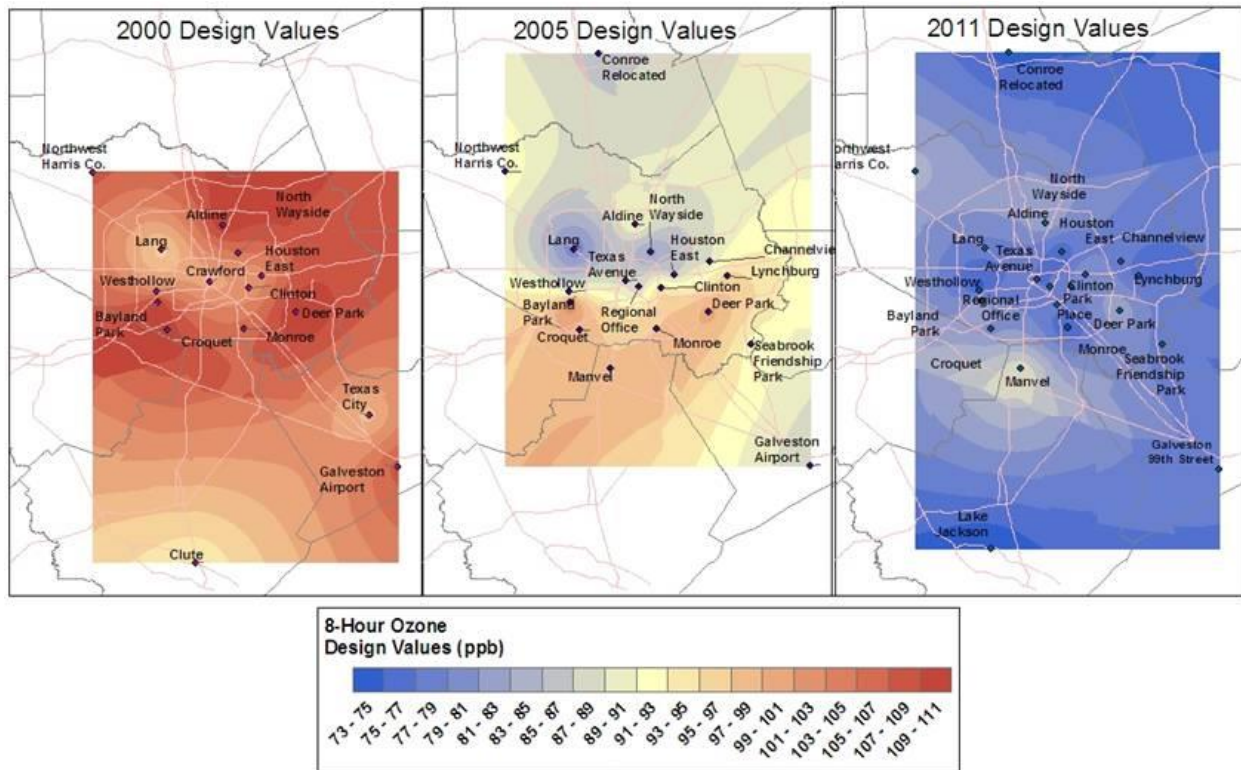 2000 Design Values
Northwest
Harris Co.
Aldine
North
Wayside
Lang
Houston
East
Crawford
Westhollow
Clinton
Bayland
Park
Deer Park
Croquet
Monroe
Texas
City
Galveston
Airport
Clute
2005 Design Values
Conroe
Relocated
Northwest
Harris Co.
North
Wayside
Aldine
Lang
Houston
East
Channelvie
Texas
Avenue
Lynchburg
Westhollow
Clinton
Bayland
Park
Deer Park
Regional
Office
Croquet
Monroe
Seabrook
Friendship
Park
Manvel
Galveston
Airport
2011 Design Values
Conroe
Relocated
Northwest
Harris Co.
North
Wayside
Aldine
Houston
East
Lang
Channelview
Texas
Avenue
Lynchburg
Westhollow
Clinton
Regional
Office
Park
Place
Bayland
Park
Deer Park
Croquet
Monroe
Seabrook
Friendship
Park
Manvel
Galveston
99th Street
Lake
Jackson
8-Hour Ozone
Design Values (ppb)
73 - 75
75 - 77
77 - 79
79 - 81
81 - 83
83 - 85
85 - 87
87 - 89
89 - 91
91 - 93
93 - 95
95 - 97
97 - 99
99 - 101
101 - 103
103 - 105
105 - 107
107 - 109
109 - 111